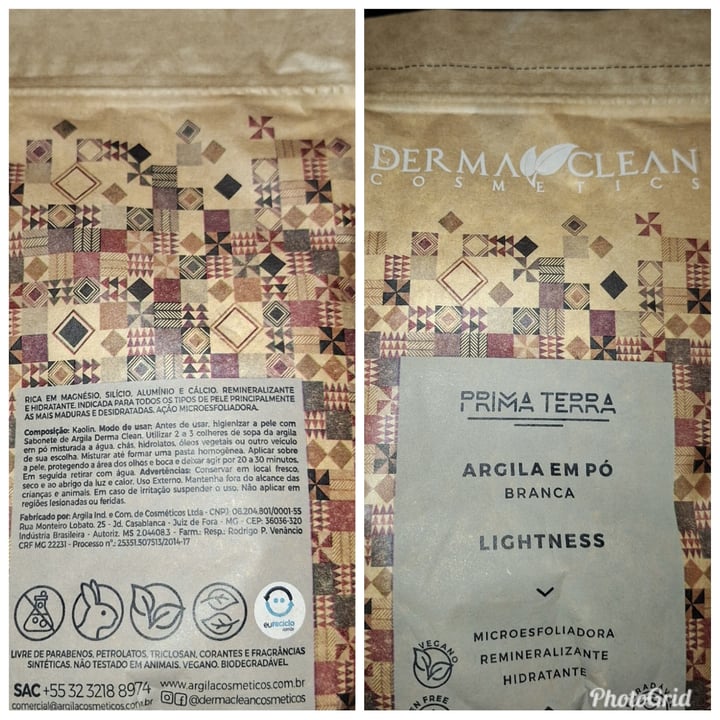 RICA EM MAGNÉSIO, SILÍCIO, ALUMÍNIO E CÁLCIO. REMINERALIZANTE
E HIDRATANTE. INDICADA PARA TODOS OS TIPOS DE PELE PRINCIPALMENTE
AS MAIS MADURAS E DESIDRATADAS. AÇÃO MICROESFOLIADORA.
Composição: Kaolin. Modo de usar: Antes de usar, higienizar a pele com
Sabonete de Argila Derma Clean. Utilizar 2 a 3 colheres de sopa da argila
em pó misturada a água, chás, hidrolatos, óleos vegetais ou outro veículo
de sua escolha. Misturar até formar uma pasta homogênea. Aplicar sobre
a pele, protegendo a área dos olhos e boca e deixar agir por 20 a 30 minutos.
Em seguida retirar com água. Advertências: Conservar em local fresco,
seco e ao abrigo da luz e calor. Uso Externo. Mantenha fora do alcance das
crianças e animais. Em caso de irritação suspender o uso. Não aplicar em
regiões lesionadas ou feridas.
Fabricado por: Argila Ind. e Com. de Cosméticos Ltda - CNPJ: 08.204.801/0001-55
Rua Monteiro Lobato, 25 - Jd. Casablanca - Juiz de Fora - MG - CEP: 36036-320
Indústria Brasileira - Autoriz. MS 2.04408.3 - Farm.: Resp.: Rodrigo P. Venâncio
CRF MG 22231 - Processo n°.: 25351.507513/2014-17
eureciclo
LIVRE DE PARABENOS, PETROLATOS, TRICLOSAN, CORANTES E FRAGRÂNCIAS
SINTÉTICAS. NÃO TESTADO EM ANIMAIS. VEGANO. BIODEGRADÁVEL.
SAC +55 32 3218 8974 www.argilacosmeticos.com.br
comercial@argilacosmeticos.com.br @dermacleancosmeticos
DERMA CLEAN
COSMETICS
PRIMA TERRA
ARGILA EM PÓ
BRANCA
LIGHTNESS
MICROESFOLIADORA
REMINERALIZANTE
HIDRATANTE
VEGANO
FREE
PhotoGrid